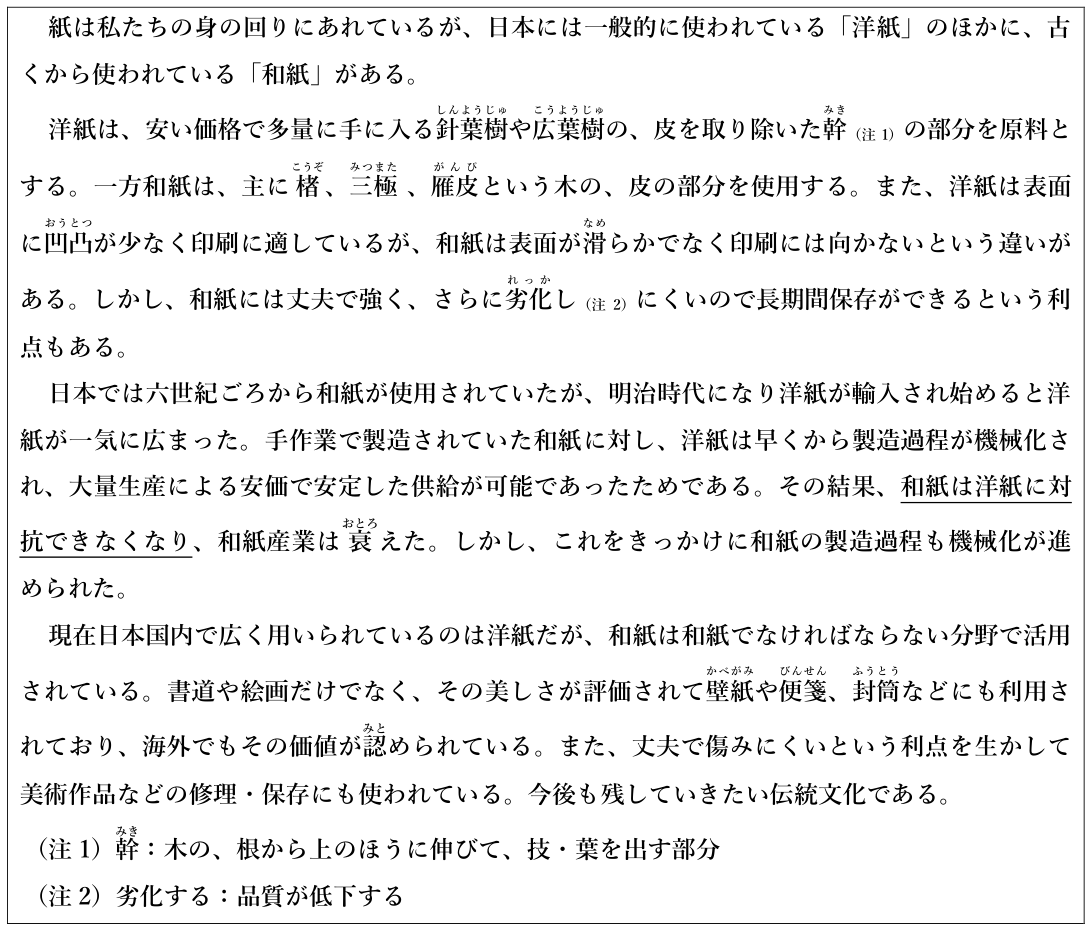 紙は私たちの身の回りにあれているが、日本には一般的に使われている「洋紙」のほかに、古
くから使われている「和紙」がある。
洋紙は、安い価格で多量に手に入る針葉樹や広葉樹の、皮を取り除いた幹（注 1）の部分を原料と
する。一方和紙は、主に楮、三極、雁皮という木の、皮の部分を使用する。また、洋紙は表面
に凹凸が少なく印刷に適しているが、和紙は表面が滑らかでなく印刷には向かないという違いが
ある。しかし、和紙には丈夫で強く、さらに劣化し（注 2）にくいので長期間保存ができるという利
点もある。
日本では六世紀ごろから和紙が使用されていたが、明治時代になり洋紙が輸入され始めると洋
紙が一気に広まった。手作業で製造されていた和紙に対し、洋紙は早くから製造過程が機械化さ
れ、大量生産による安価で安定した供給が可能であったためである。その結果、和紙は洋紙に対
抗できなくなり、和紙産業は衰えた。しかし、これをきっかけに和紙の製造過程も機械化が進
められた。
現在日本国内で広く用いられているのは洋紙だが、和紙は和紙でなければならない分野で活用
されている。書道や絵画だけでなく、その美しさが評価されて壁紙や便箋、封筒などにも利用さ
れており、海外でもその価値が認められている。また、丈夫で傷みにくいという利点を生かして
美術作品などの修理・保存にも使われている。今後も残していきたい伝統文化である。
（注 1）幹：木の、根から上のほうに伸びて、技・葉を出す部分
（注 2）劣化する：品質が低下する